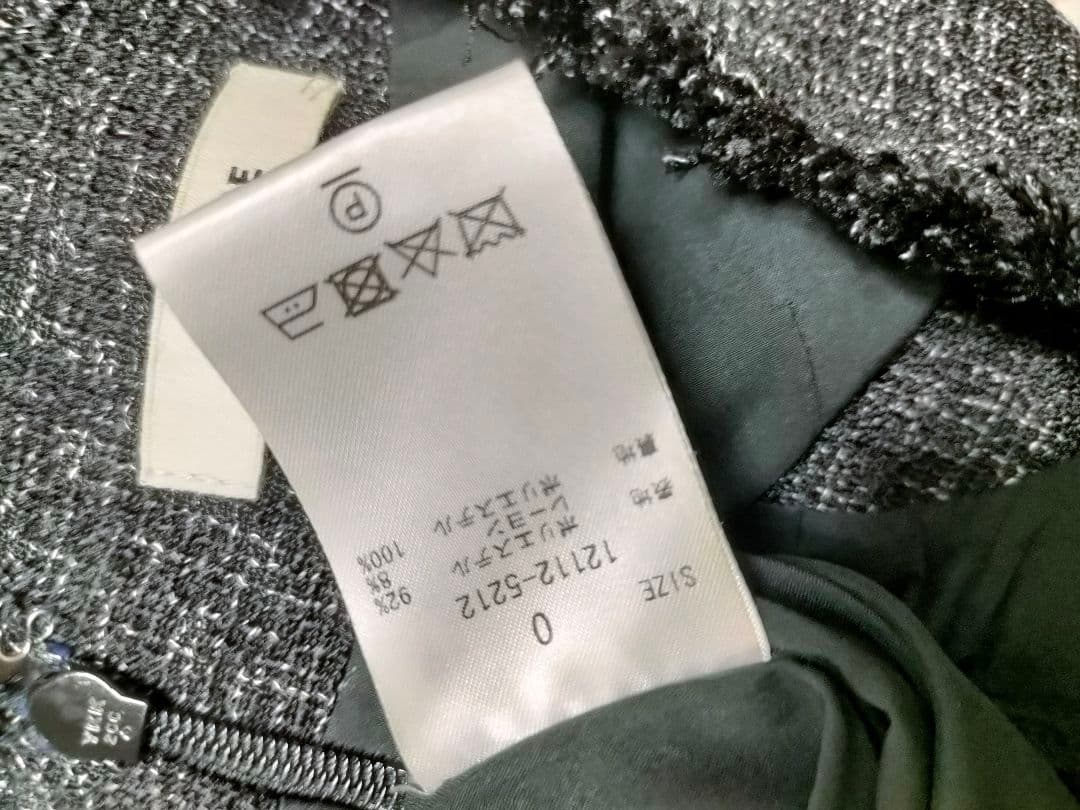 SIZE 0
12112-5212
表地 ポリエステル 92%
レーヨン 8%
裏地 ポリエステル 100%
P
YKK
E